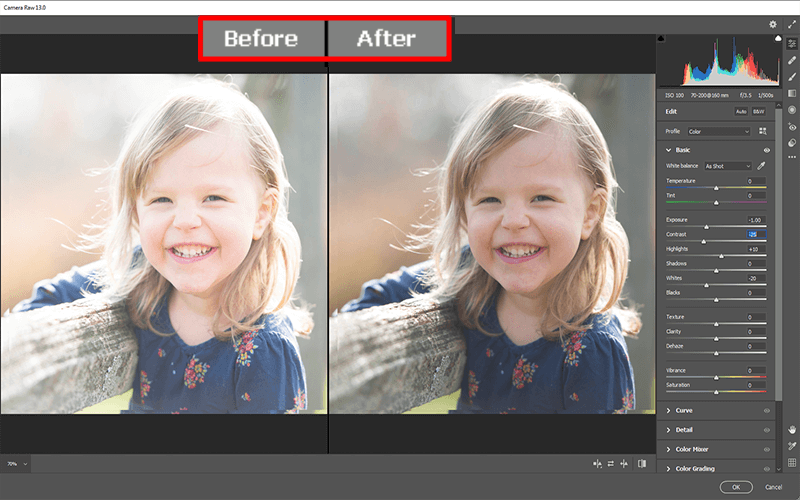 Camera Raw 13.0
Before After
ISO 100 70-200@160 mm f/3.5 1/500s
Edit Auto B&W
Profile Color
Basic
White balance As Shot
Temperature 0
Tint 0
Exposure -1.00
Contrast -25
Highlights +10
Shadows 0
Whites -20
Blacks 0
Texture 0
Clarity 0
Dehaze 0
Vibrance 0
Saturation 0
Curve
Detail
Color Mixer
Color Grading
70%
OK Cancel